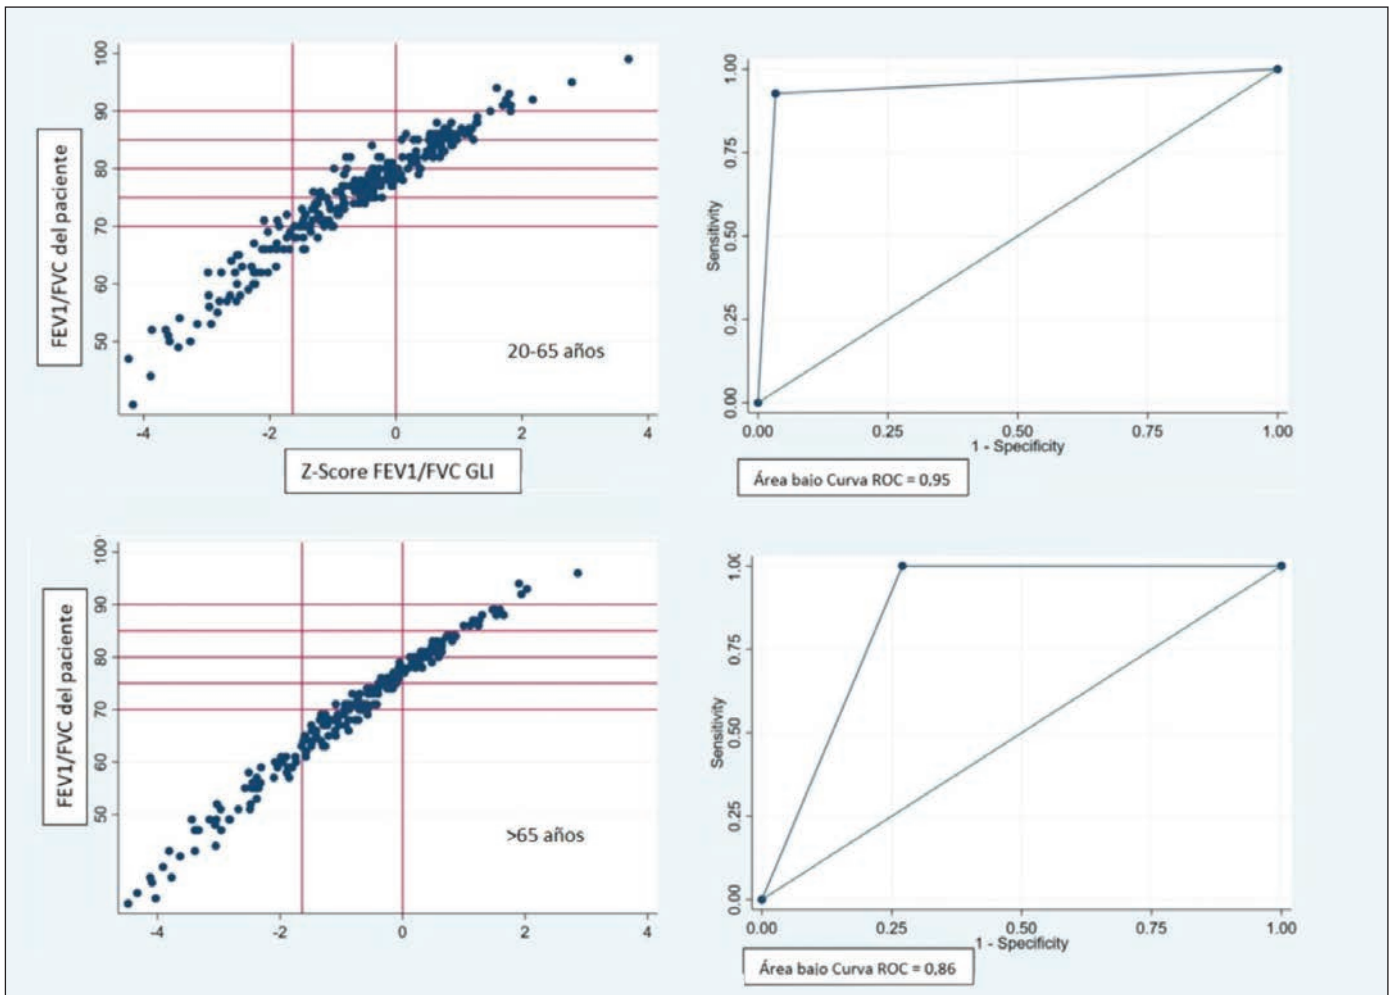 FEV1/FVC del paciente
100
90
80
70
60
50
20-65 años
-4 -2 0 2 4
Z-Score FEV1/FVC GLI
Sensitivity
1.00
0.75
0.50
0.25
0.00
0.00 0.25 0.50 0.75 1.00
1 - Specificity
Área bajo Curva ROC = 0,95
FEV1/FVC del paciente
100
90
80
70
60
50
>65 años
-4 -2 0 2 4
Sensitivity
1.00
0.75
0.50
0.25
0.00
0.00 0.25 0.50 0.75 1.00
1 - Specificity
Área bajo Curva ROC = 0,86